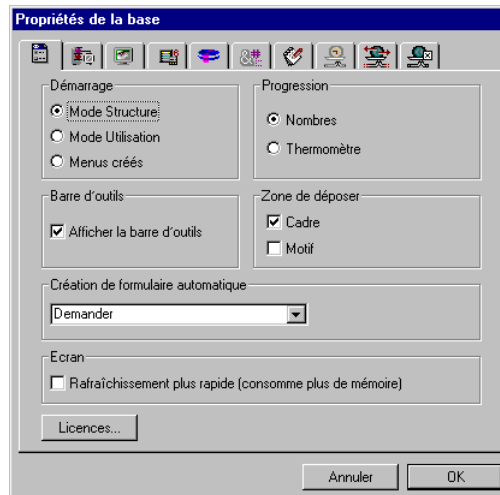 Propriétés de la base
&#
Démarrage
Progression
Mode Structure
Nombres
Mode Utilisation
Thermomètre
Menus créés
Barre d'outils
Zone de déposer
Afficher la barre d'outils
Cadre
Motif
Création de formulaire automatique
Demander
Ecran
Rafraîchissement plus rapide (consomme plus de mémoire)
Licences...
Annuler
OK